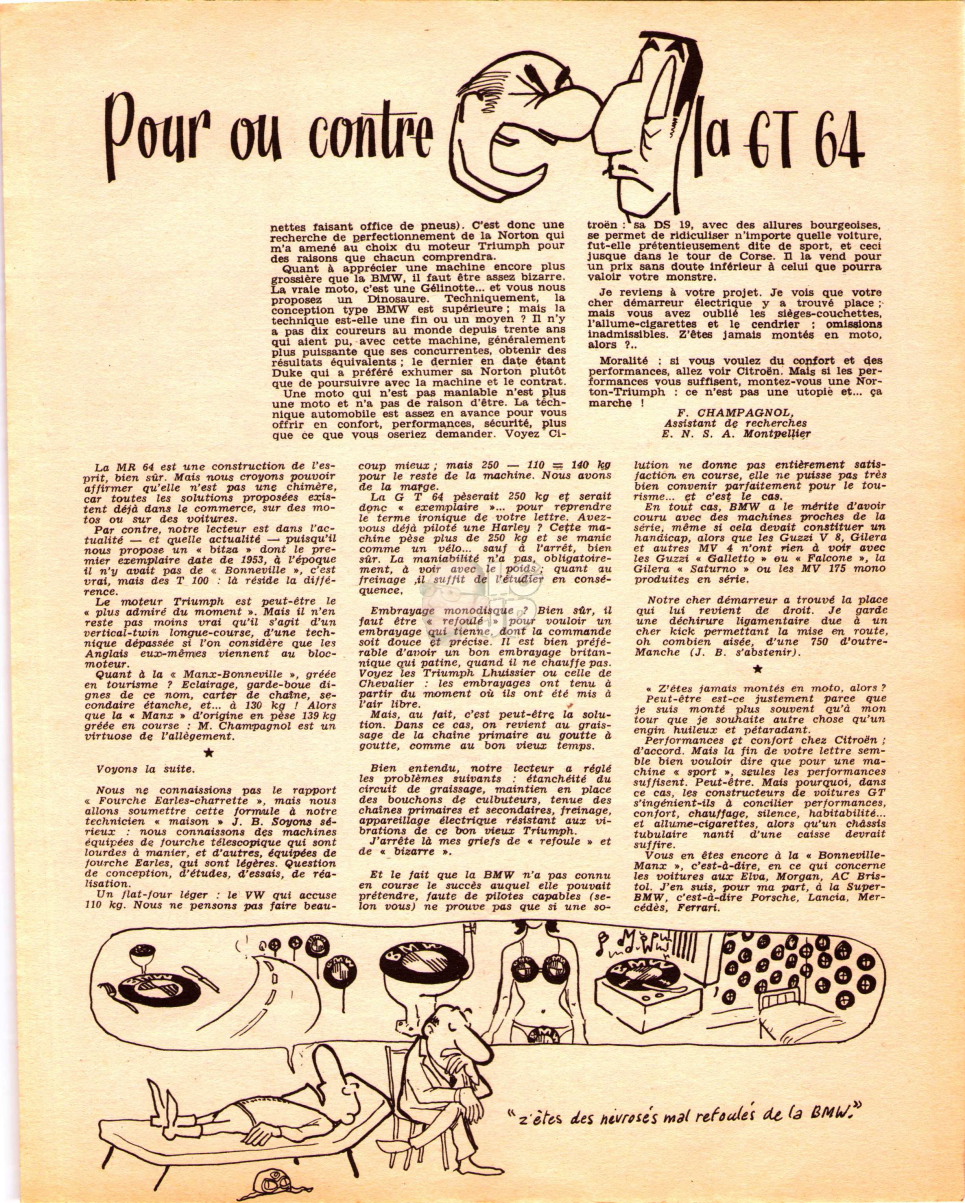 Pour ou contre la GT 64
nettes faisant office de pneus). C'est donc une
recherche de perfectionnement de la Norton qui
m'a amené au choix du moteur Triumph pour
des raisons que chacun comprendra.
Quant à apprécier une machine encore plus
grossière que la BMW, il faut être assez bizarre.
La vraie moto, c'est une Gélinotte... et vous nous
proposez un Dinosaure. Techniquement, la
conception type BMW est supérieure ; mais la
technique est-elle une fin ou un moyen ? Il n'y
a pas dix coureurs au monde depuis trente ans
qui aient pu, avec cette machine, généralement
plus puissante que ses concurrentes, obtenir des
résultats équivalents ; le dernier en date étant
Duke qui a préféré exhumer sa Norton plutôt
que de poursuivre avec la machine et le contrat.
Une moto qui n'est pas maniable n'est plus
une moto et n'a pas de raison d'être. La tech-
nique automobile est assez en avance pour vous
offrir en confort, performances, sécurité, plus
que ce que vous oseriez demander. Voyez Ci-
troën : sa DS 19, avec des allures bourgeoises,
se permet de ridiculiser n'importe quelle voiture,
fut-elle prétentieusement dite de sport, et ceci
jusque dans le tour de Corse. Il la vend pour
un prix sans doute inférieur à celui que pourra
valoir votre monstre.
Je reviens à votre projet. Je vois que votre
cher démarreur électrique y a trouvé place ;
mais vous avez oublié les sièges-couchettes,
l'allume-cigarettes et le cendrier ; omissions
inadmissibles. Z'êtes jamais montés en moto,
alors ?..
Moralité : si vous voulez du confort et des
performances, allez voir Citroën. Mais si les per-
formances vous suffisent, montez-vous une Nor-
ton-Triumph : ce n'est pas une utopie et... ça
marche !
F. CHAMPAGNOL,
Assistant de recherches
E. N. S. A. Montpellier
La MR 64 est une construction de l'es-
prit, bien sûr. Mais nous croyons pouvoir
affirmer qu'elle n'est pas une chimère,
car toutes les solutions proposées exis-
tent déjà dans le commerce, sur des mo-
tos ou sur des voitures.
Par contre, notre lecteur est dans l'ac-
tualité — et quelle actualité — puisqu'il
nous propose un « bitza » dont le pre-
mier exemplaire date de 1953, à l'époque
il n'y avait pas de « Bonneville », c'est
vrai, mais des T 100 : là réside la diffé-
rence.
Le moteur Triumph est peut-être le
« plus admiré du moment ». Mais il n'en
reste pas moins vrai qu'il s'agit d'un
vertical-twin longue-course, d'une tech-
nique dépassée si l'on considère que les
Anglais eux-mêmes viennent au bloc-
moteur.
Quant à la « Manx-Bonneville », gréée
en tourisme ? Eclairage, garde-boue di-
gnes de ce nom, carter de chaîne, se-
condaire étanche, et... à 130 kg ! Alors
que la « Manx » d'origine en pèse 139 kg
gréée en course : M. Champagnol est un
virtuose de l'allègement.
★
Voyons la suite.
Nous ne connaissons pas le rapport
« Fourche Earles-charrette », mais nous
allons soumettre cette formule à notre
technicien « maison » J. B. Soyons sé-
rieux : nous connaissons des machines
équipées de fourche télescopique qui sont
lourdes à manier, et d'autres, équipées de
fourche Earles, qui sont légères. Question
de conception, d'études, d'essais, de réa-
lisation.
Un flat-four léger : le VW qui accuse
110 kg. Nous ne pensons pas faire beau-
coup mieux ; mais 250 — 110 = 140 kg
pour le reste de la machine. Nous avons
de la marge.
La G T 64 pèserait 250 kg et serait
donc « exemplaire »... pour reprendre
le terme ironique de votre lettre. Avez-
vous déjà piloté une Harley ? Cette ma-
chine pèse plus de 250 kg et se manie
comme un vélo... sauf à l'arrêt, bien
sûr. La maniabilité n'a pas, obligatoire-
ment, à voir avec le poids ; quant au
freinage ,il suffit de l'étudier en consé-
quence,
Embrayage monodisque ? Bien sûr, il
faut être « refoulé » pour vouloir un
embrayage qui tienne, dont la commande
soit douce et précise. Il est bien préfé-
rable d'avoir un bon embrayage britan-
nique qui patine, quand il ne chauffe pas.
Voyez les Triumph Lhuissier ou celle de
Chevalier : les embrayages ont tenu à
partir du moment où ils ont été mis à
l'air libre.
Mais, au fait, c'est peut-être la solu-
tion. Dans ce cas, on revient au grais-
sage de la chaîne primaire au goutte à
goutte, comme au bon vieux temps.
Bien entendu, notre lecteur a réglé
les problèmes suivants : étanchéité du
circuit de graissage, maintien en place
des bouchons de culbuteurs, tenue des
chaînes primaires et secondaires, freinage,
appareillage électrique résistant aux vi-
brations de ce bon vieux Triumph.
J'arrête là mes griefs de « refoule » et
de « bizarre ».
Et le fait que la BMW n'a pas connu
en course le succès auquel elle pouvait
prétendre, faute de pilotes capables (se-
lon vous) ne prouve pas que si une so-
lution ne donne pas entièrement satis-
faction en course, elle ne puisse pas très
bien convenir parfaitement pour le tou-
risme... et c'est le cas.
En tout cas, BMW a le mérite d'avoir
couru avec des machines proches de la
série, même si cela devait constituer un
handicap, alors que les Guzzi V 8, Gilera
et autres MV 4 n'ont rien à voir avec
les Guzzi « Galletto » ou « Falcone », la
Gilera « Saturno » ou les MV 175 mono
produites en série.
Notre cher démarreur a trouvé la place
qui lui revient de droit. Je garde
une déchirure ligamentaire due à un
cher kick permettant la mise en route,
oh combien aisée, d'une 750 d'outre-
Manche (J. B. s'abstenir).
★
« Z'êtes jamais montés en moto, alors ?
Peut-être est-ce justement parce que
je suis monté plus souvent qu'à mon
tour que je souhaite autre chose qu'un
engin huileux et pétaradant.
Performances et confort chez Citroën ;
d'accord. Mais la fin de votre lettre sem-
ble bien vouloir dire que pour une ma-
chine « sport », seules les performances
suffisent. Peut-être. Mais pourquoi, dans
ce cas, les constructeurs de voitures GT
s'ingénient-ils à concilier performances,
confort, chauffage, silence, habitabilité...
et allume-cigarettes, alors qu'un châssis
tubulaire nanti d'une caisse devrait
suffire.
Vous en êtes encore à la « Bonneville-
Manx », c'est-à-dire, en ce qui concerne
les voitures aux Elva, Morgan, AC Bris-
tol. J'en suis, pour ma part, à la Super-
BMW, c'est-à-dire Porsche, Lancia, Mer-
cédès, Ferrari.
BMW
BMW
BMW
BMW
"z'êtes des névrosés mal refoulés de la BMW."